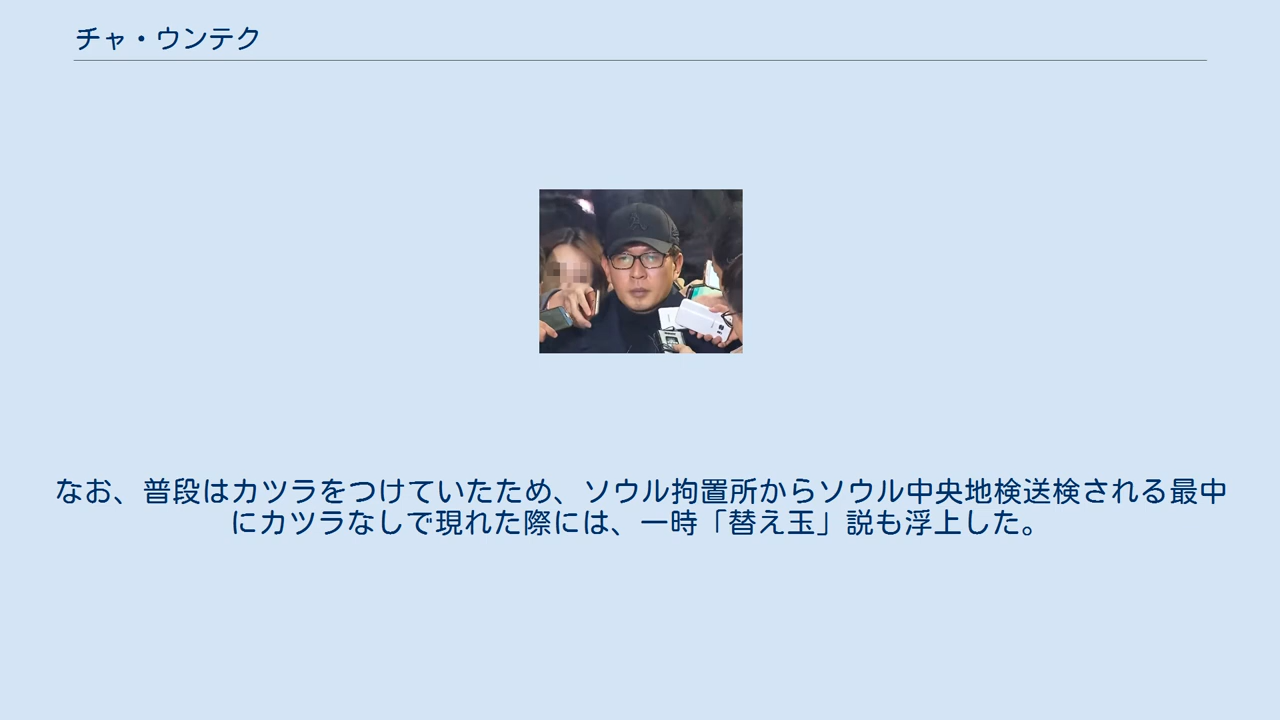 チャ・ウンテク
なお、普段はカツラをつけていたため、ソウル拘置所からソウル中央地検送検される最中
にカツラなしで現れた際には、一時「替え玉」説も浮上した。